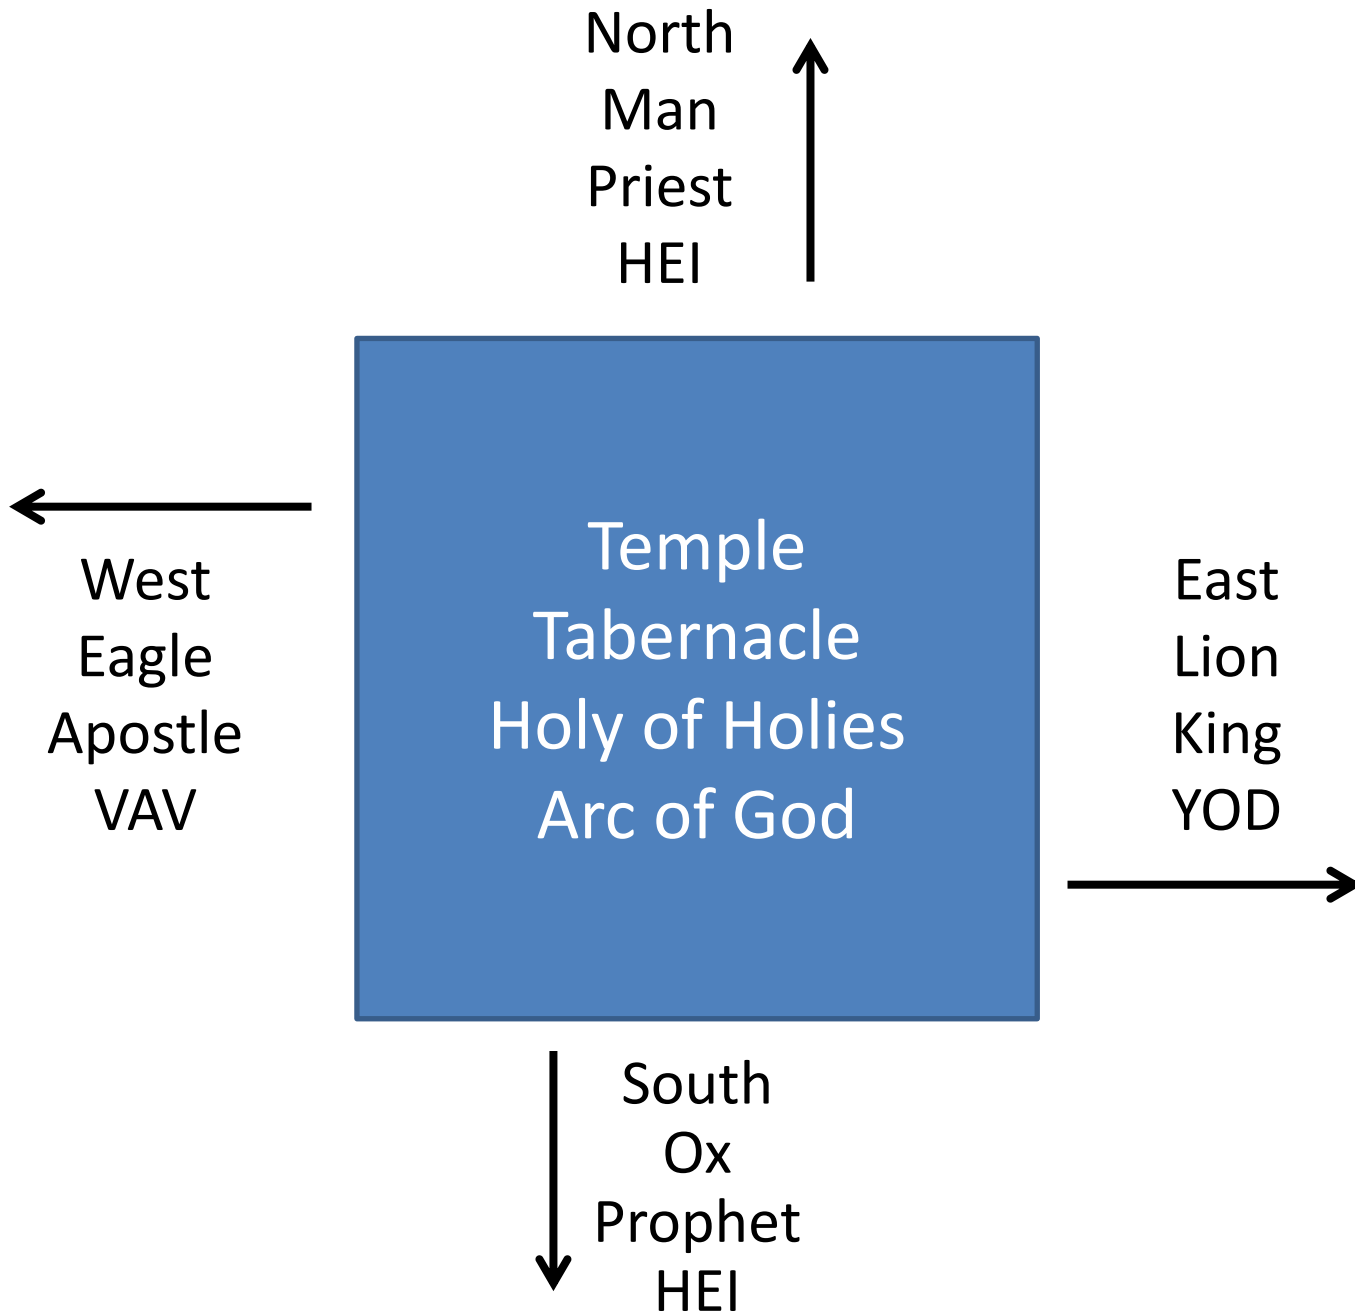 North
Man
Priest
HEI
West
Eagle
Apostle
VAV
Temple
Tabernacle
Holy of Holies
Arc of God
East
Lion
King
YOD
South
Ox
Prophet
HEI